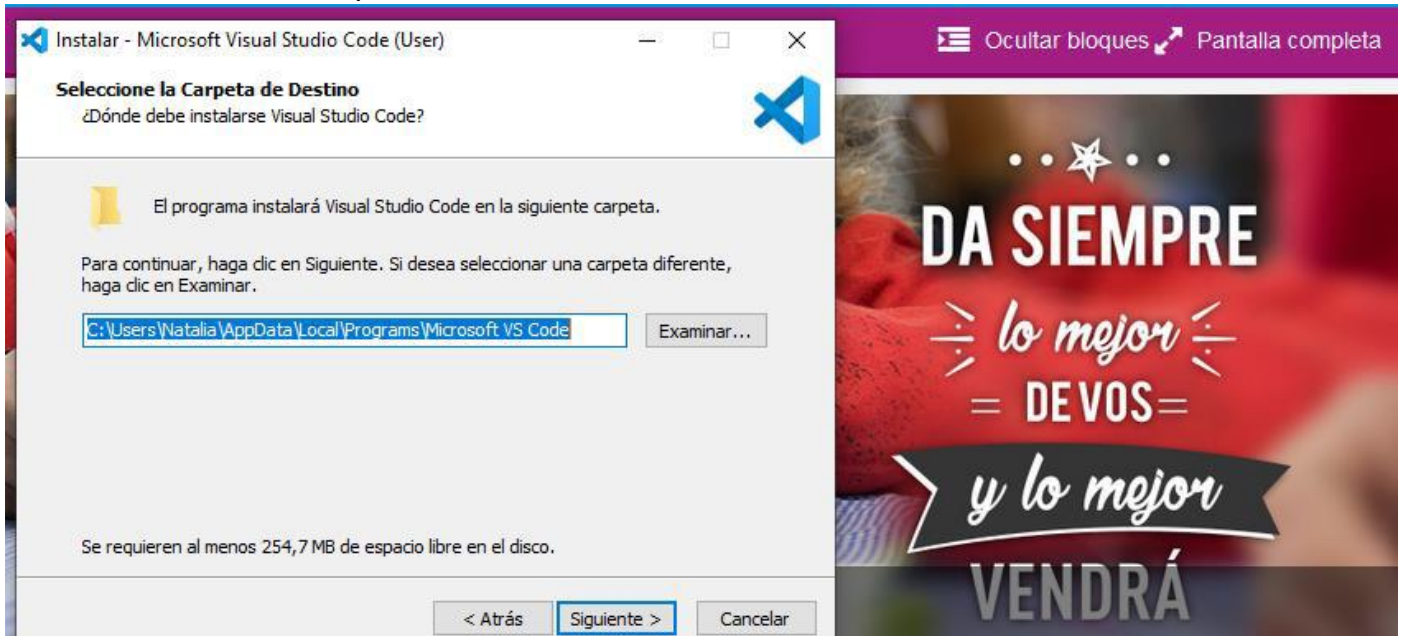 Instalar - Microsoft Visual Studio Code (User)
Seleccione la Carpeta de Destino
¿Dónde debe instalarse Visual Studio Code?
El programa instalará Visual Studio Code en la siguiente carpeta.
Para continuar, haga clic en Siguiente. Si desea seleccionar una carpeta diferente,
haga clic en Examinar.
C:\Users\Natalia\AppData\Local\Programs\Microsoft VS Code
Examinar...
Se requieren al menos 254,7 MB de espacio libre en el disco.
< Atrás
Siguiente >
Cancelar
Ocultar bloques
Pantalla completa
DA SIEMPRE
lo mejor
DE VOS
y lo mejor
VENDRÁ